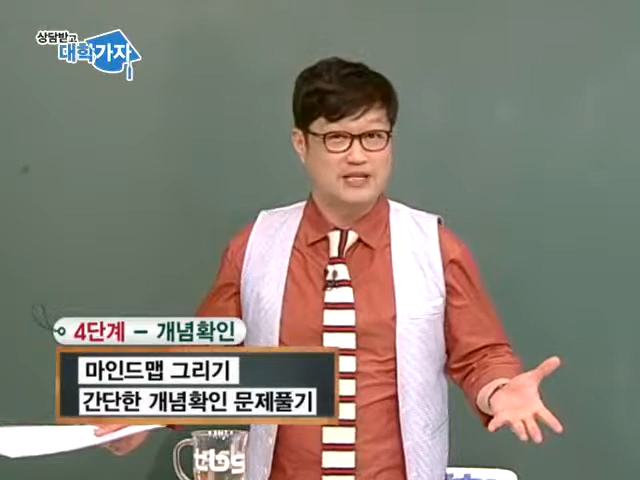 상담받고
대학가자
4단계 - 개념확인
마인드맵 그리기
간단한 개념확인 문제풀기